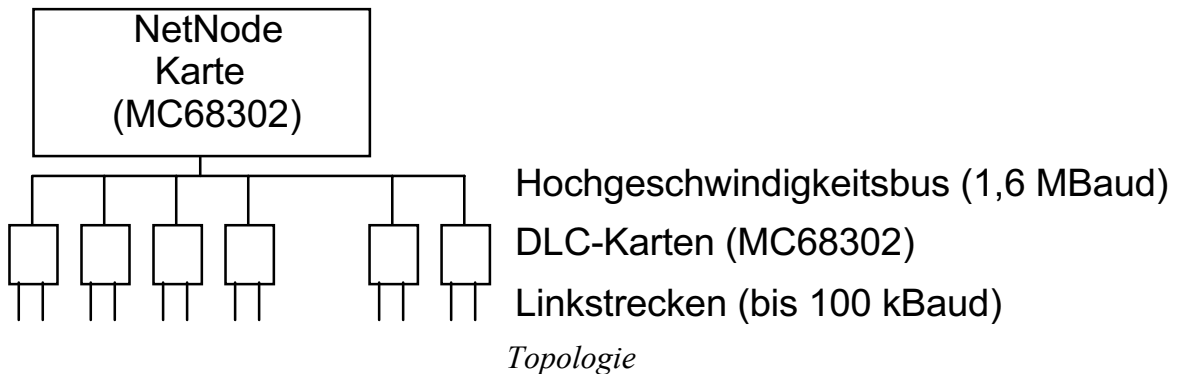 NetNode
Karte
(MC68302)
Hochgeschwindigkeitsbus (1,6 MBaud)
DLC-Karten (MC68302)
Linkstrecken (bis 100 kBaud)
Topologie